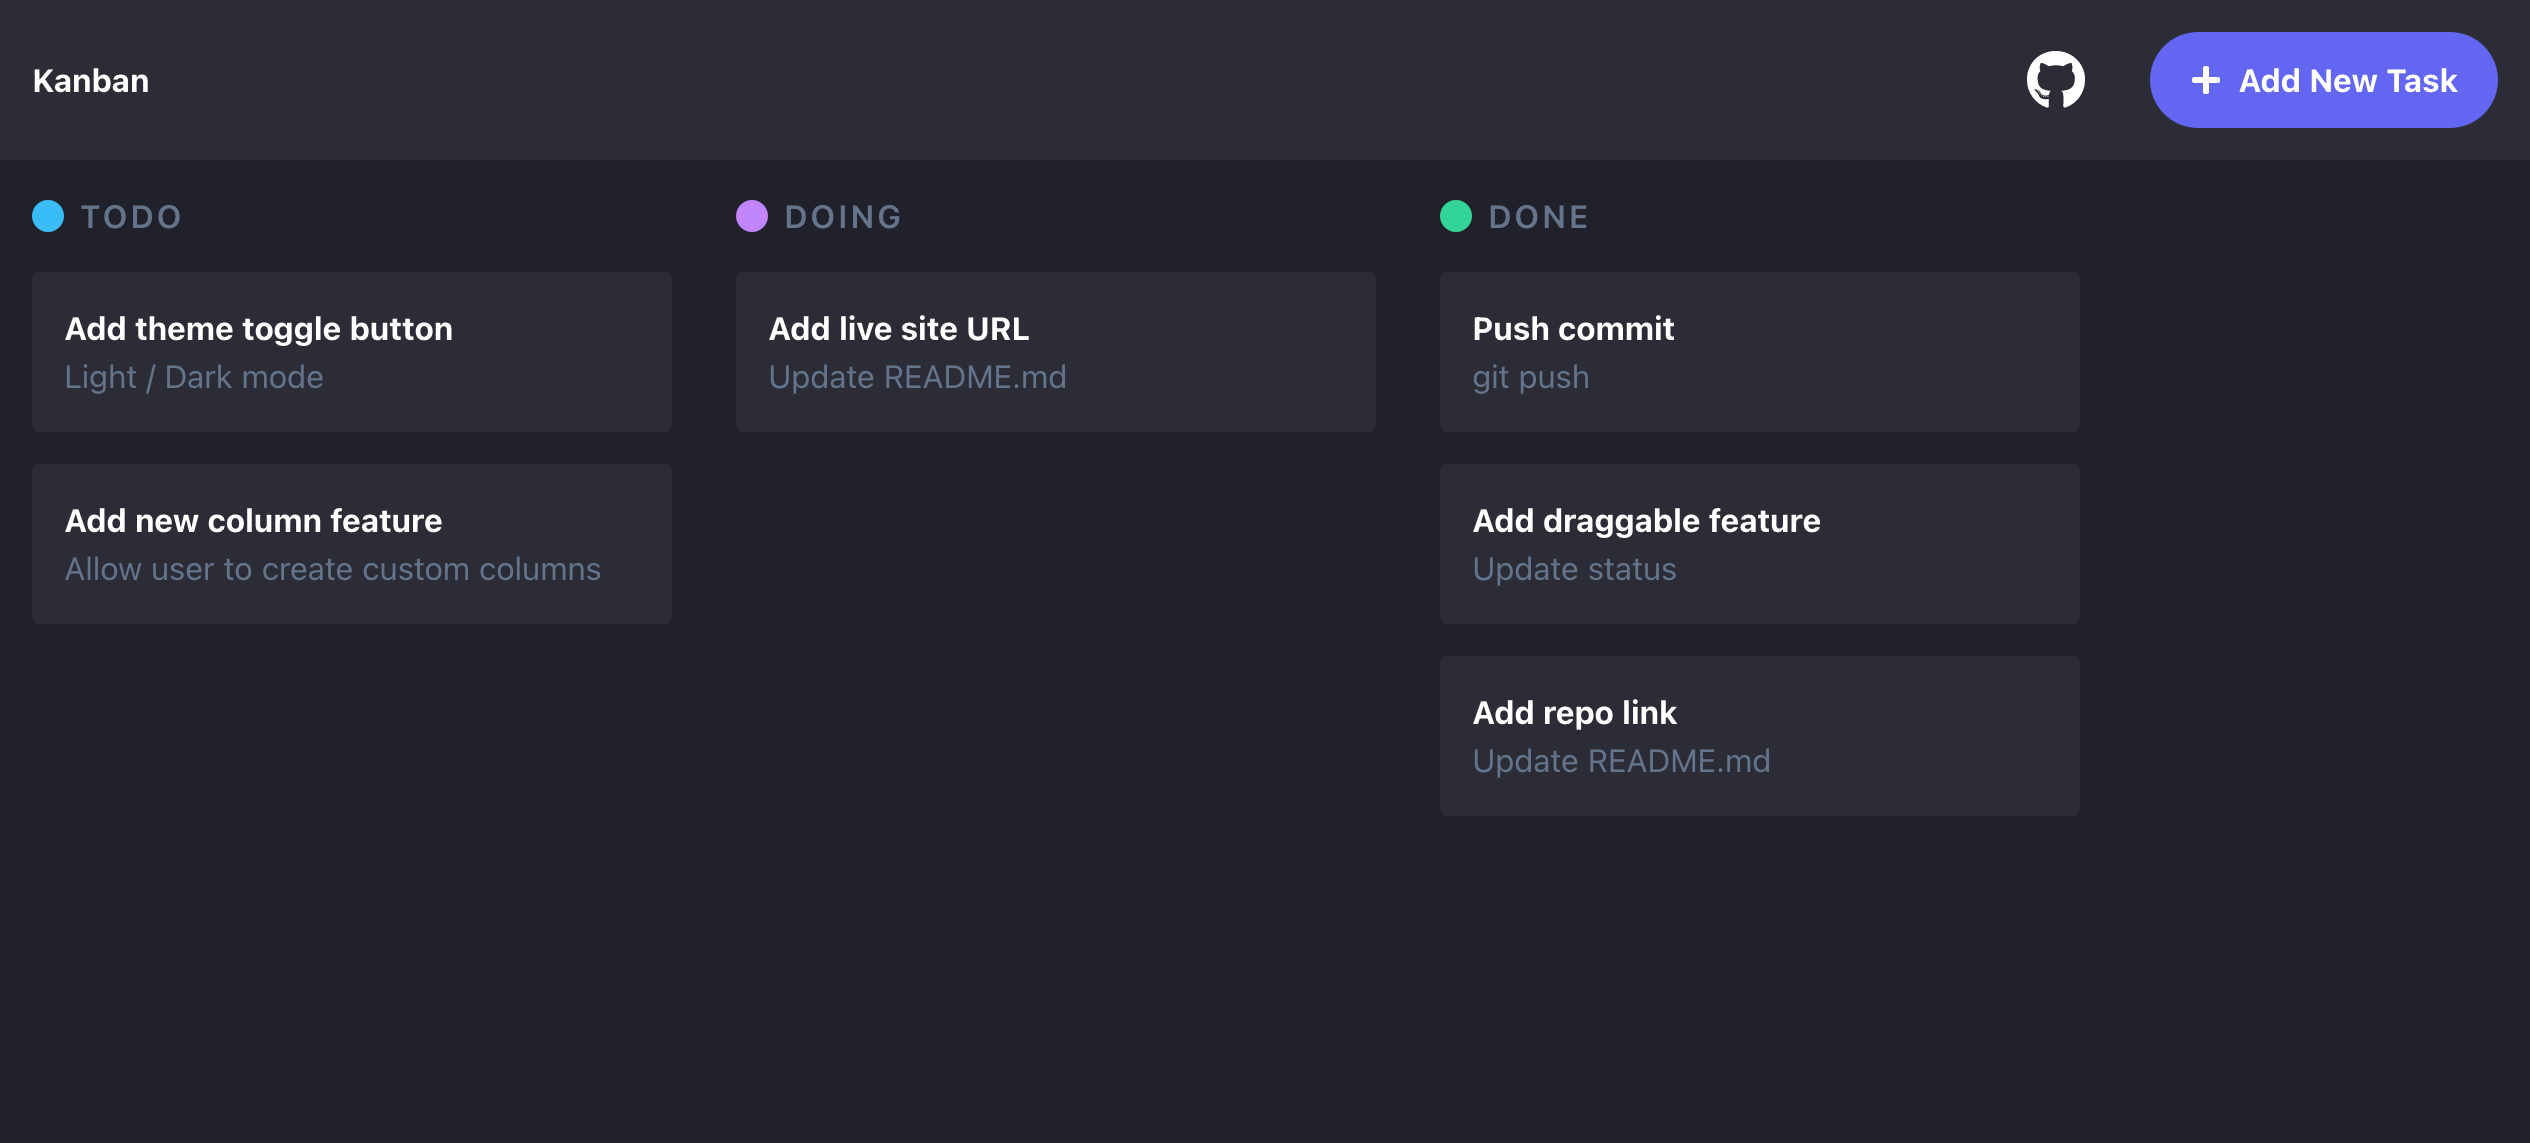 Kanban
Add New Task
TODO
Add theme toggle button
Light / Dark mode
Add new column feature
Allow user to create custom columns
DOING
Add live site URL
Update README.md
DONE
Push commit
git push
Add draggable feature
Update status
Add repo link
Update README.md